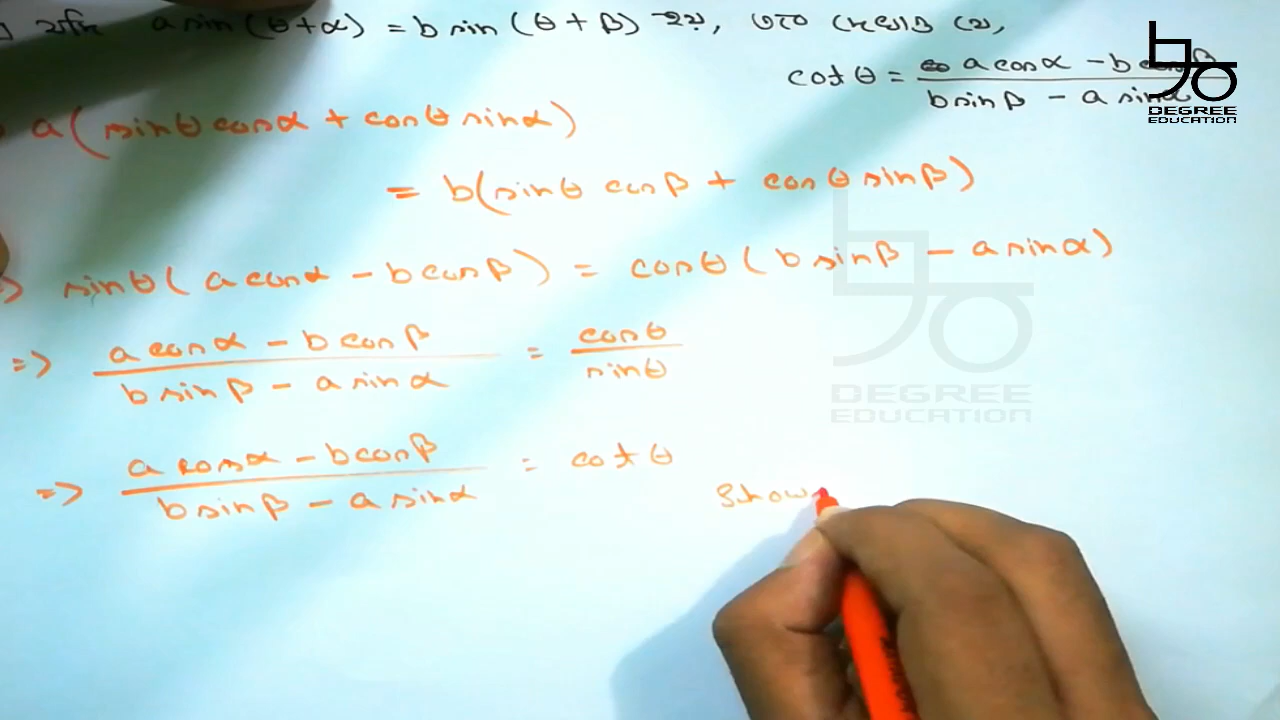 যদি a sin (θ+α) = b sin (θ + β) হয়, তবে দেখাও যে,
cot θ = a cos α - b cos β / b sin β - a sin α
a (sin θ cos α + cos θ sin α)
= b(sin θ cos β + cos θ sin β)
=> sin θ ( a cos α - b cos β ) = cos θ ( b sin β - a sin α )
=> a cos α - b cos β / b sin β - a sin α = cos θ / sin θ
=> a cos α - b cos β / b sin β - a sin α = cot θ
Show
DEGREE
EDUCATION
DEGREE
EDUCATION